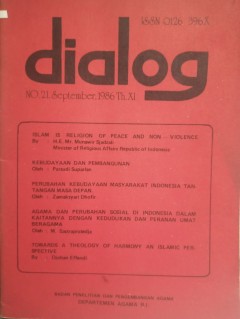 ISSN 0126-396X
dialog
NO. 21. September, 1986 Th. XI
ISLAM IS RELIGION OF PEACE AND NON - VIOLENCE
By : H.E. Mr. Munawir Sjadzali
Minister of Religious Affairs Republic of Indonesia
KEBUDAYAAN DAN PEMBANGUNAN
Oleh : Parsudi Suparlan
PERUBAHAN KEBUDAYAAN MASYARAKAT INDONESIA TAN-
TANGAN MASA DEPAN
Oleh : Zamakhsyari Dhofir
AGAMA DAN PERUBAHAN SOSIAL DI INDONESIA DALAM
KAITANNYA DENGAN KEHIDUPAN DAN PERANAN UMAT
BERAGAMA
Oleh : N.
TOWARDS A THEOLOGY OF HARMONY AN ISLAMIC PER-
SPECTIVE
By : Djohan Effendi
BADAN PENELITIAN DAN PENGEMBANGAN AGAMA
DEPARTEMEN AGAMA R.I.